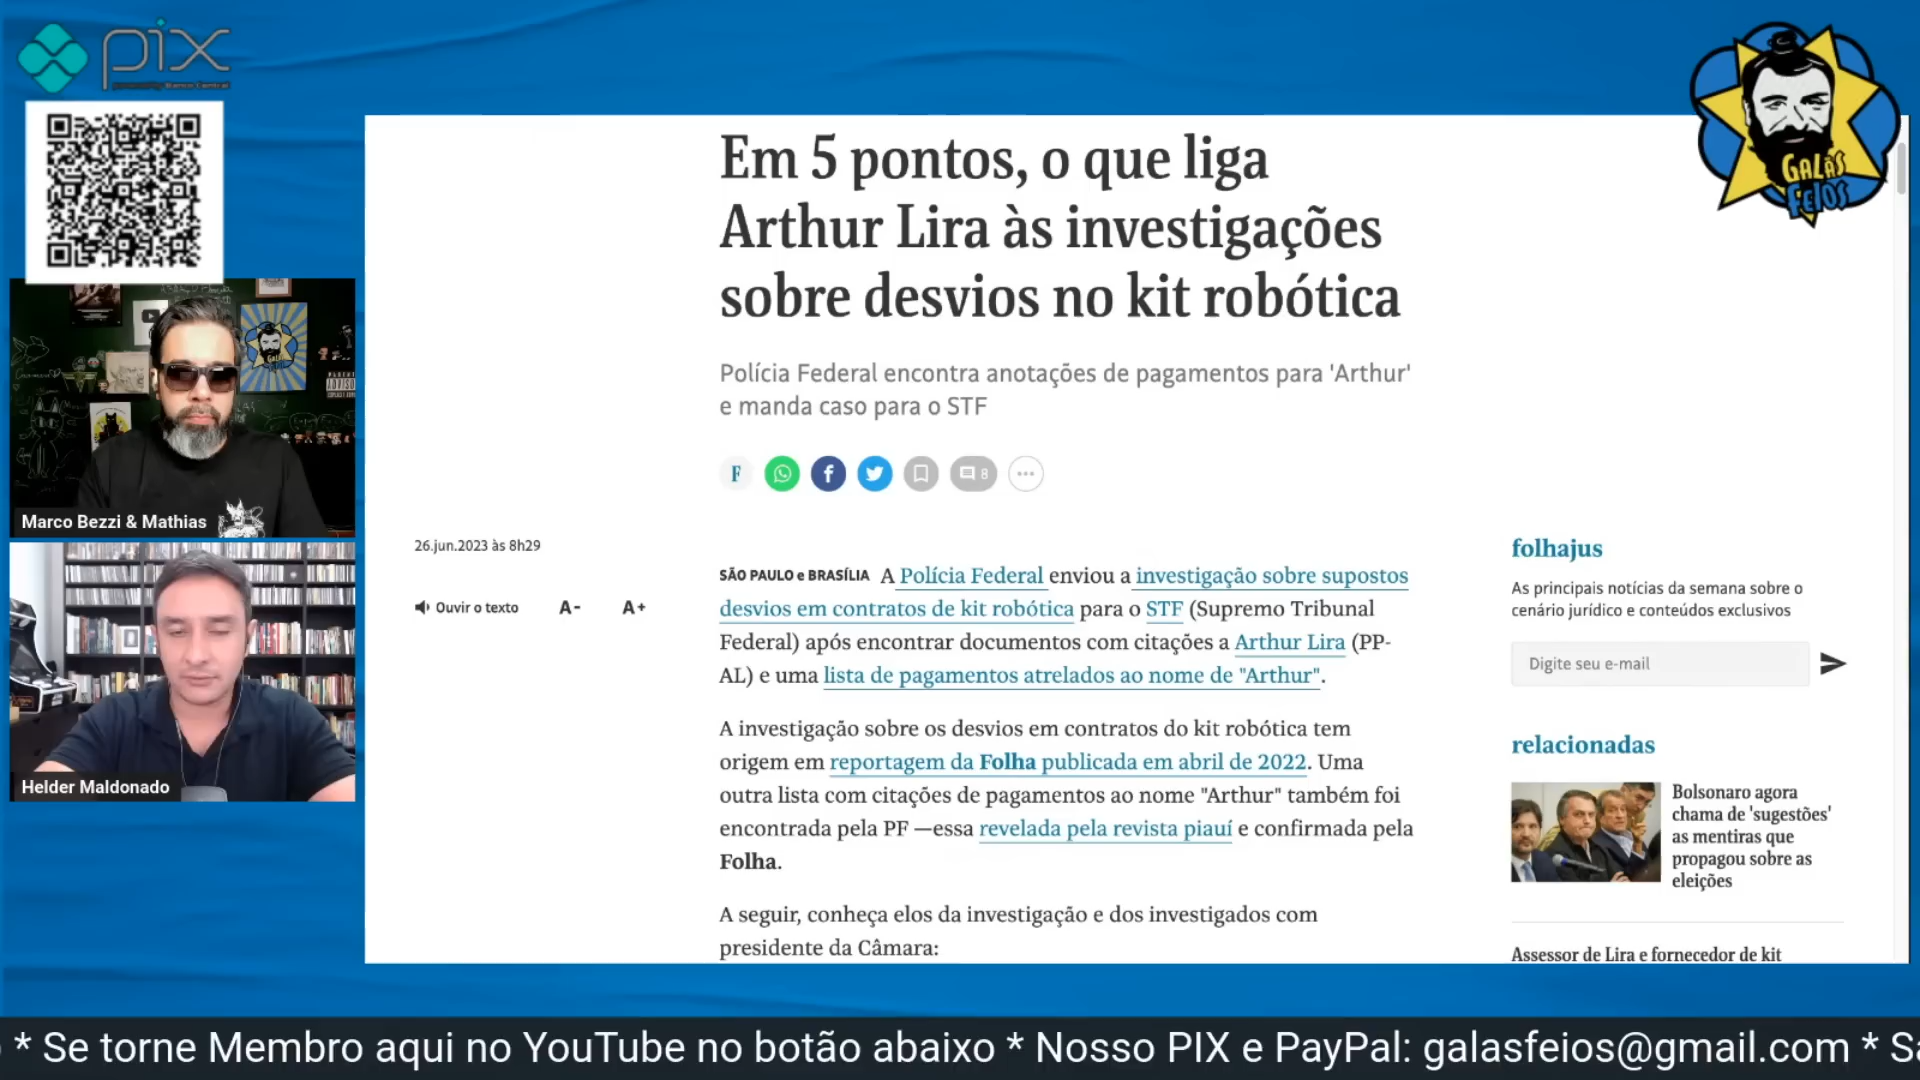 pix
powered by Banco Central
GALÃS
FEIOS
Em 5 pontos, o que liga
Arthur Lira às investigações
sobre desvios no kit robótica
Polícia Federal encontra anotações de pagamentos para 'Arthur'
e manda caso para o STF
F
8
26.jun.2023 às 8h29
Ouvir o texto A- A+
SÃO PAULO e BRASÍLIA A Polícia Federal enviou a investigação sobre supostos
desvios em contratos de kit robótica para o STF (Supremo Tribunal
Federal) após encontrar documentos com citações a Arthur Lira (PP-
AL) e uma lista de pagamentos atrelados ao nome de "Arthur".
A investigação sobre os desvios em contratos do kit robótica tem
origem em reportagem da Folha publicada em abril de 2022. Uma
outra lista com citações de pagamentos ao nome "Arthur" também foi
encontrada pela PF —essa revelada pela revista piauí e confirmada pela
Folha.
A seguir, conheça elos da investigação e dos investigados com
presidente da Câmara:
folhajus
As principais notícias da semana sobre o
cenário jurídico e conteúdos exclusivos
Digite seu e-mail
relacionadas
Bolsonaro agora
chama de 'sugestões'
as mentiras que
propagou sobre as
eleições
Assessor de Lira e fornecedor de kit
Marco Bezzi & Mathias
Helder Maldonado
* Se torne Membro aqui no YouTube no botão abaixo * Nosso PIX e PayPal: galasfeios@gmail.com * Sa